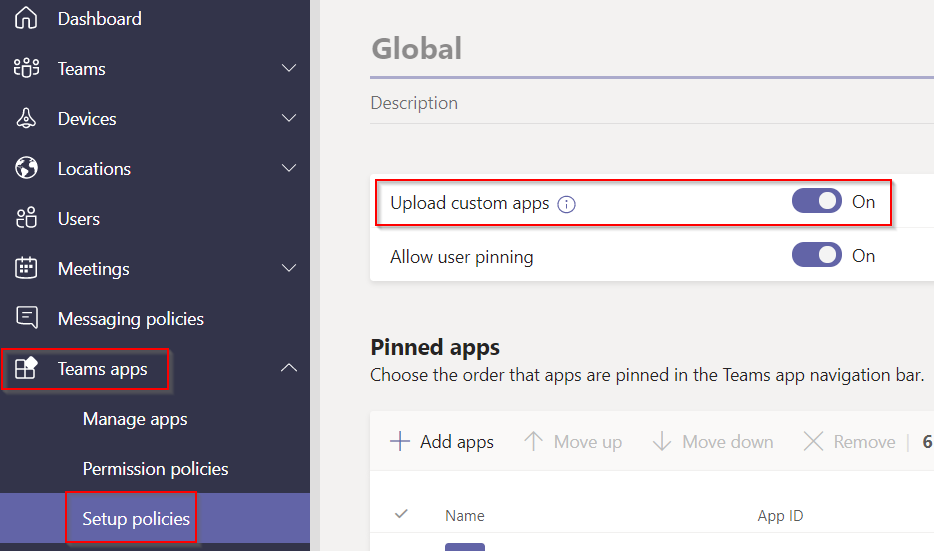 Dashboard
Teams
Devices
Locations
Users
Meetings
Messaging policies
Teams apps
Manage apps
Permission policies
Setup policies
Global
Description
Upload custom apps On
Allow user pinning On
Pinned apps
Choose the order that apps are pinned in the Teams app navigation bar.
Add apps Move up Move down Remove 6
Name App ID